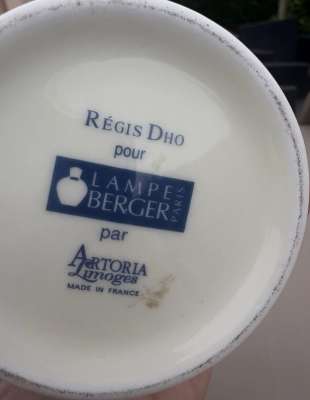 RÉGIS DHO
pour
LAMPE
BERGER
PARIS
par
ARTORIA
Limoges
MADE IN FRANCE